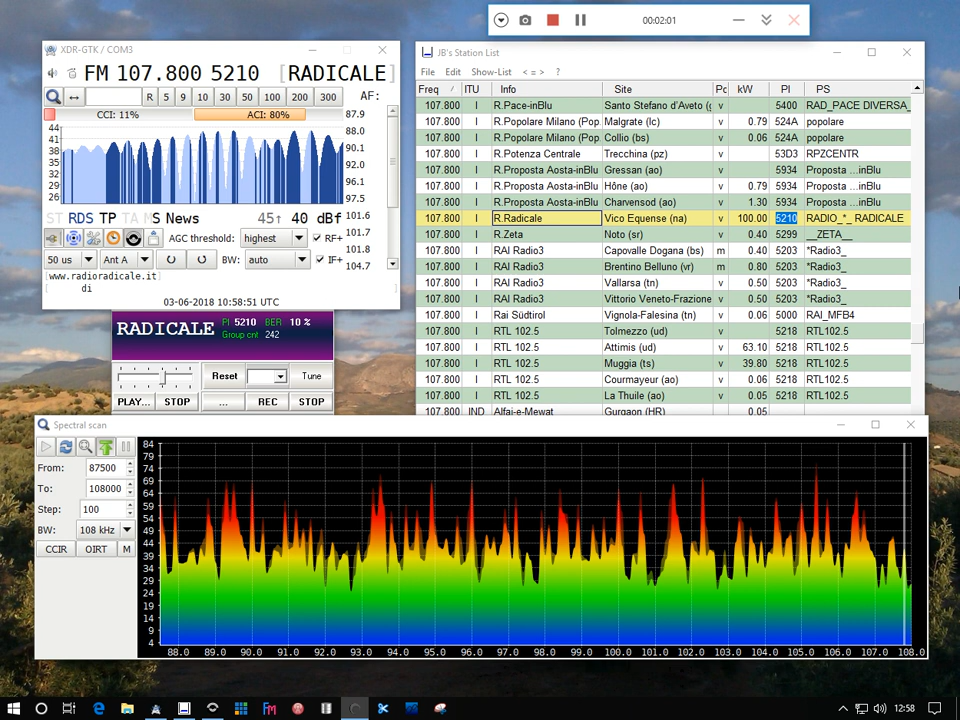 00:02:01
XDR-GTK / COM3
FM 107.800 5210 [RADICALE]
R 5 9 10 30 50 100 200 300 AF:
CCI: 11% ACI: 80%
87.9
88.0
90.1
92.0
96.1
97.5
101.6
101.7
101.8
104.7
44
41
38
35
32
29
26
ST RDS TP TA MS News 45↑ 40 dBf
AGC threshold: highest RF+
50 us Ant A BW: auto IF+
[www.radioradicale.it]
[ di ]
03-06-2018 10:58:51 UTC
RADICALE PI 5210 BER 10 %
Group cnt 242
Reset Tune
PLAY... STOP ... REC STOP
JB's Station List
File Edit Show-List < = > ?
Freq / ITU Info Site Pc kW PI PS
107.800 I R.Pace-inBlu Santo Stefano d'Aveto (g v 5400 RAD_PACE DIVERSA_
107.800 I R.Popolare Milano (Pop. Malgrate (lc) v 0.79 524A popolare
107.800 I R.Popolare Milano (Pop. Collio (bs) v 0.06 524A popolare
107.800 I R.Potenza Centrale Trecchina (pz) v 53D3 RPZCENTR
107.800 I R.Proposta Aosta-inBlu Gressan (ao) v 5934 Proposta ...inBlu
107.800 I R.Proposta Aosta-inBlu Hône (ao) v 0.79 5934 Proposta ...inBlu
107.800 I R.Proposta Aosta-inBlu Charvensod (ao) v 1.30 5934 Proposta ...inBlu
107.800 I R.Radicale Vico Equense (na) v 100.00 5210 RADIO_*_ RADICALE
107.800 I R.Zeta Noto (sr) v 0.40 5299 __ZETA__
107.800 I RAI Radio3 Capovalle Dogana (bs) m 0.40 5203 *Radio3_
107.800 I RAI Radio3 Brentino Belluno (vr) m 0.80 5203 *Radio3_
107.800 I RAI Radio3 Vallarsa (tn) v 0.50 5203 *Radio3_
107.800 I RAI Radio3 Vittorio Veneto-Frazione v 0.50 5203 *Radio3_
107.800 I Rai Südtirol Vignola-Falesina (tn) v 0.06 5000 RAI_MFB4
107.800 I RTL 102.5 Tolmezzo (ud) v 5218 RTL102.5
107.800 I RTL 102.5 Attimis (ud) v 63.10 5218 RTL102.5
107.800 I RTL 102.5 Muggia (ts) v 39.80 5218 RTL102.5
107.800 I RTL 102.5 Courmayeur (ao) v 0.06 5218 RTL102.5
107.800 I RTL 102.5 La Thuile (ao) v 0.05 5218 RTL102.5
107.800 IND Alfai-e-Mewat Gurgaon (HR) 0.05
Spectral scan
From: 87500
To: 108000
Step: 100
BW: 108 kHz
CCIR OIRT M
84
79
74
69
64
59
54
49
44
39
34
29
24
19
14
9
4
88.0 89.0 90.0 91.0 92.0 93.0 94.0 95.0 96.0 97.0 98.0 99.0 100.0 101.0 102.0 103.0 104.0 105.0 106.0 107.0 108.0
12:58